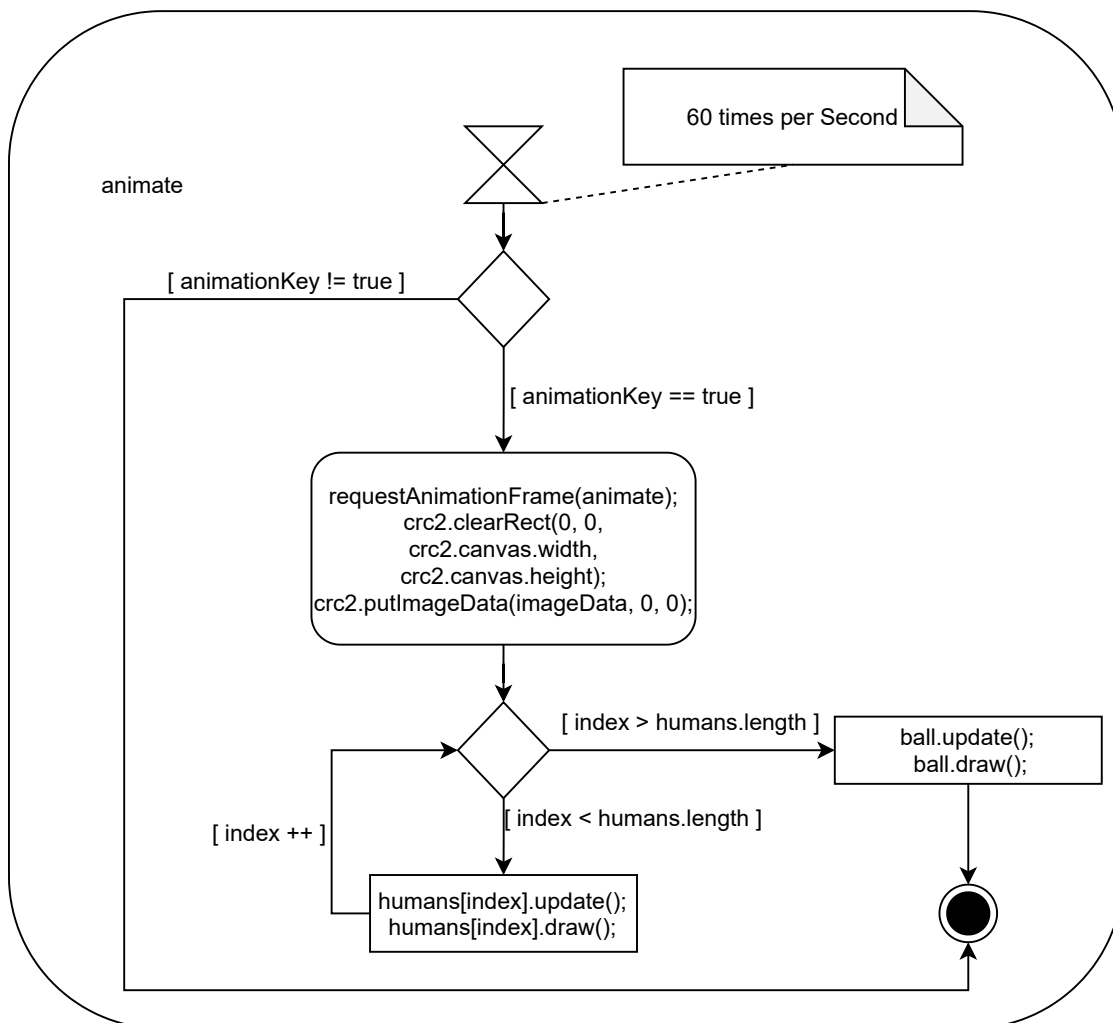 60 times per Second
animate
[ animationKey != true ]
[ animationKey == true ]
requestAnimationFrame(animate);
crc2.clearRect(0, 0,
crc2.canvas.width,
crc2.canvas.height);
crc2.putImageData(imageData, 0, 0);
[ index > humans.length ]
ball.update();
ball.draw();
[ index < humans.length ]
[ index ++ ]
humans[index].update();
humans[index].draw();